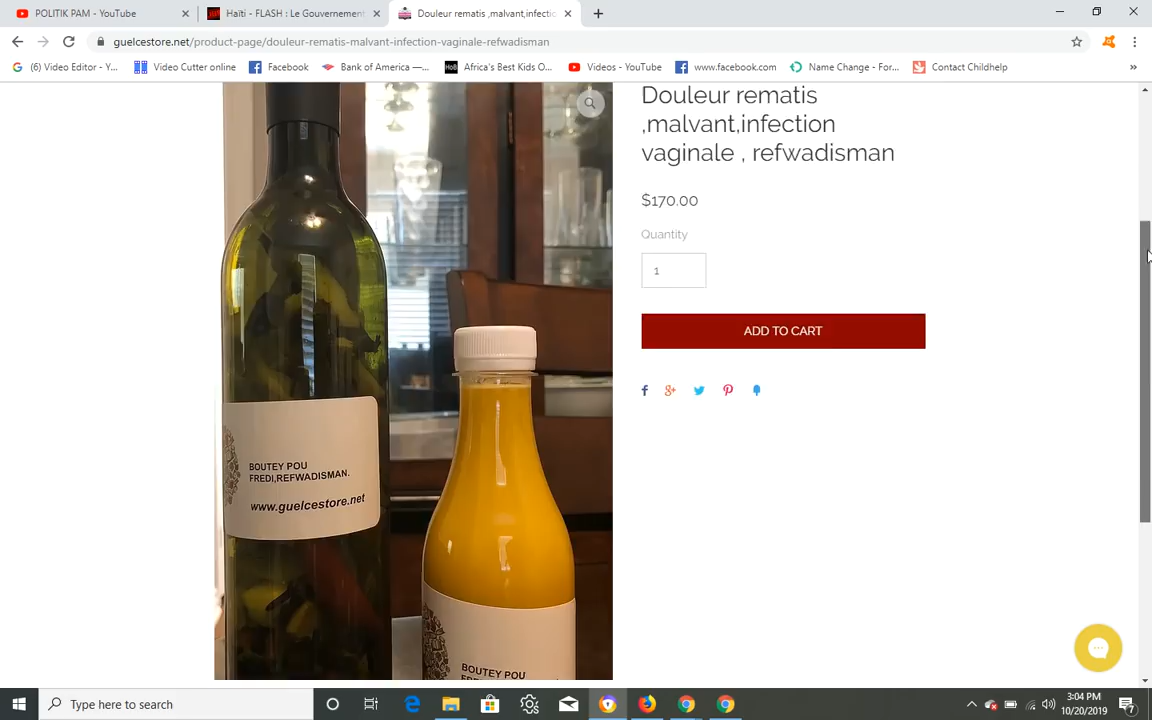 POLITIK PAM - YouTube
Haïti - FLASH : Le Gouvernement
Douleur rematis ,malvant,infectio
guelcestore.net/product-page/douleur-rematis-malvant-infection-vaginale-refwadisman
(6) Video Editor - Y...
Video Cutter online
Facebook
Bank of America —...
Africa's Best Kids O...
Videos - YouTube
www.facebook.com
Name Change - For...
Contact Childhelp
Douleur rematis
,malvant,infection
vaginale , refwadisman
$170.00
Quantity
1
ADD TO CART
BOUTEY POU
FREDI,REFWADISMAN.
www.guelcestore.net
BOUTEY POU
Type here to search
3:04 PM
10/20/2019
7